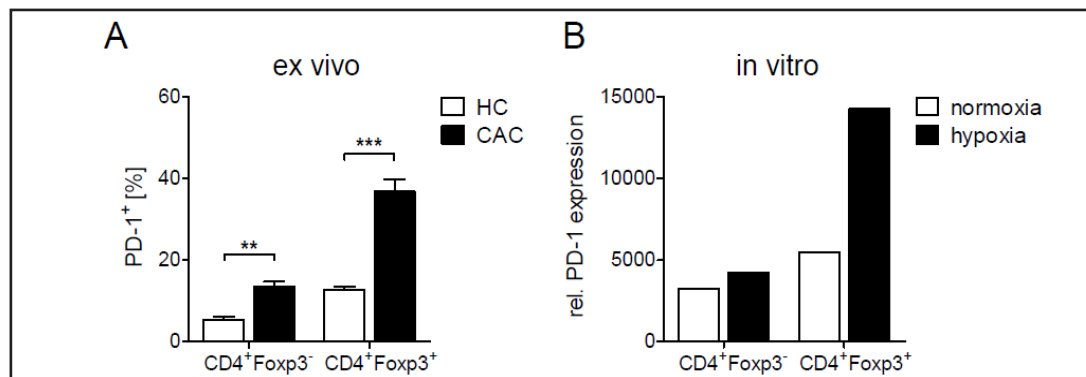 A
ex vivo
PD-1⁺ [%]
60
40
20
0
**
***
CD4⁺Foxp3⁻
CD4⁺Foxp3⁺
HC
CAC
B
in vitro
rel. PD-1 expression
15000
10000
5000
0
CD4⁺Foxp3⁻
CD4⁺Foxp3⁺
normoxia
hypoxia